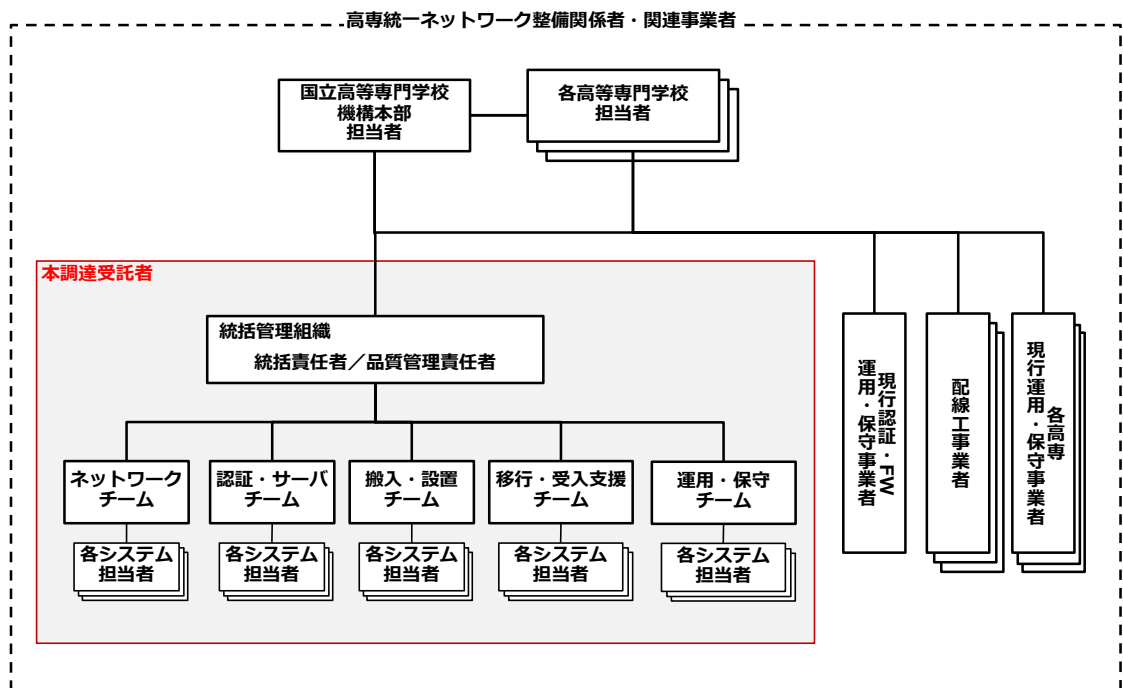 高専統一ネットワーク整備関係者・関連事業者
国立高等専門学校
機構本部
担当者
各高等専門学校
担当者
本調達受託者
統括管理組織
統括責任者／品質管理責任者
ネットワーク
チーム
認証・サーバ
チーム
搬入・設置
チーム
移行・受入支援
チーム
運用・保守
チーム
各システム
担当者
各システム
担当者
各システム
担当者
各システム
担当者
各システム
担当者
現行認証・FW
運用・保守事業者
配線工事業者
各高専
現行運用・保守事業者